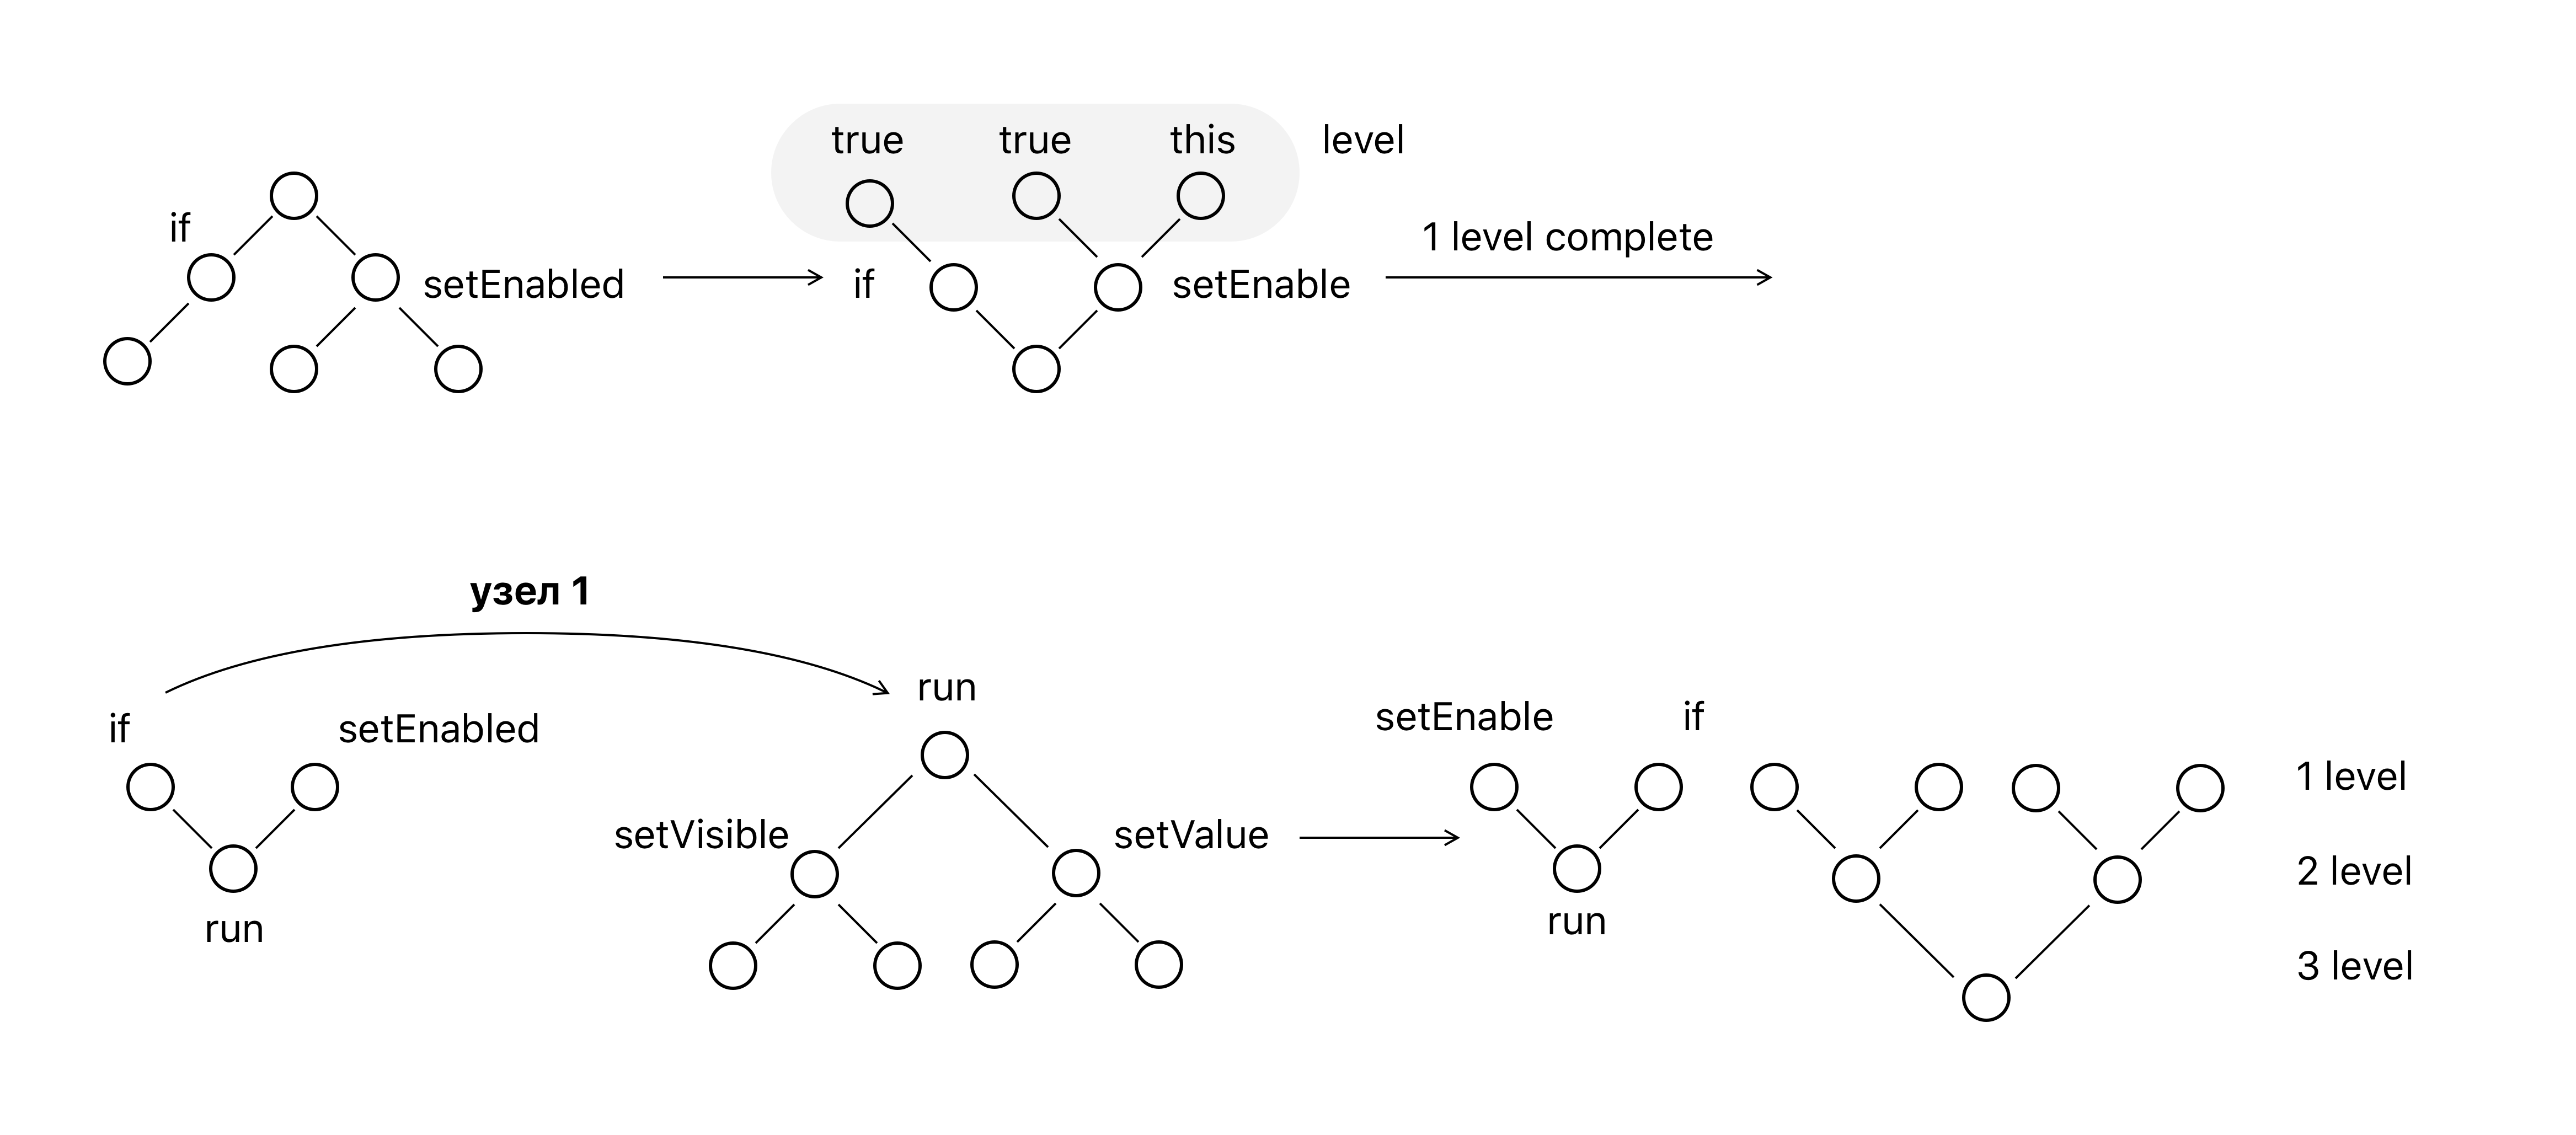 true
true
this
level
if
1 level complete
setEnabled
if
setEnable
узел 1
run
if
setEnabled
setEnable
if
1 level
setVisible
setValue
2 level
run
run
3 level